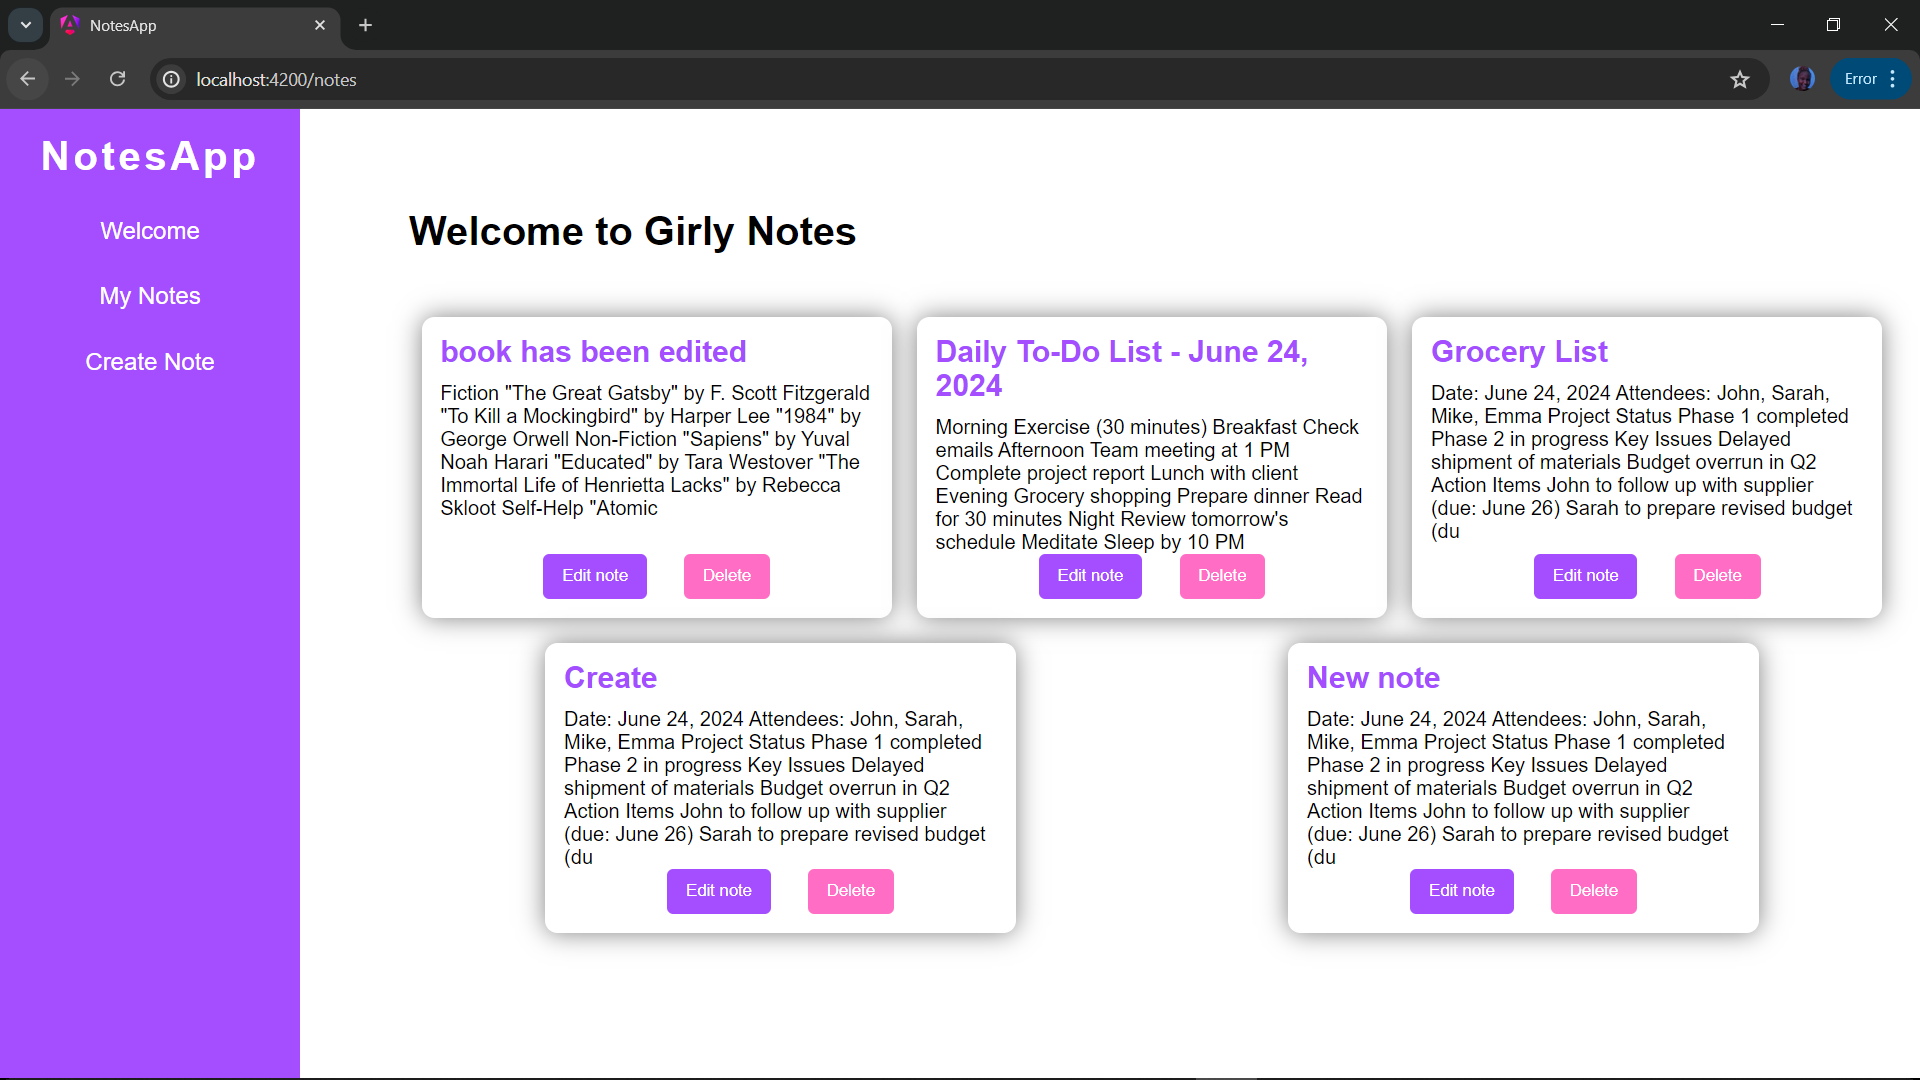 NotesApp
localhost:4200/notes
Error
NotesApp
Welcome
My Notes
Create Note
Welcome to Girly Notes
book has been edited
Fiction "The Great Gatsby" by F. Scott Fitzgerald
"To Kill a Mockingbird" by Harper Lee "1984" by
George Orwell Non-Fiction "Sapiens" by Yuval
Noah Harari "Educated" by Tara Westover "The
Immortal Life of Henrietta Lacks" by Rebecca
Skloot Self-Help "Atomic
Edit note Delete
Daily To-Do List - June 24,
2024
Morning Exercise (30 minutes) Breakfast Check
emails Afternoon Team meeting at 1 PM
Complete project report Lunch with client
Evening Grocery shopping Prepare dinner Read
for 30 minutes Night Review tomorrow's
schedule Meditate Sleep by 10 PM
Edit note Delete
Grocery List
Date: June 24, 2024 Attendees: John, Sarah,
Mike, Emma Project Status Phase 1 completed
Phase 2 in progress Key Issues Delayed
shipment of materials Budget overrun in Q2
Action Items John to follow up with supplier
(due: June 26) Sarah to prepare revised budget
(du
Edit note Delete
Create
Date: June 24, 2024 Attendees: John, Sarah,
Mike, Emma Project Status Phase 1 completed
Phase 2 in progress Key Issues Delayed
shipment of materials Budget overrun in Q2
Action Items John to follow up with supplier
(due: June 26) Sarah to prepare revised budget
(du
Edit note Delete
New note
Date: June 24, 2024 Attendees: John, Sarah,
Mike, Emma Project Status Phase 1 completed
Phase 2 in progress Key Issues Delayed
shipment of materials Budget overrun in Q2
Action Items John to follow up with supplier
(due: June 26) Sarah to prepare revised budget
(du
Edit note Delete